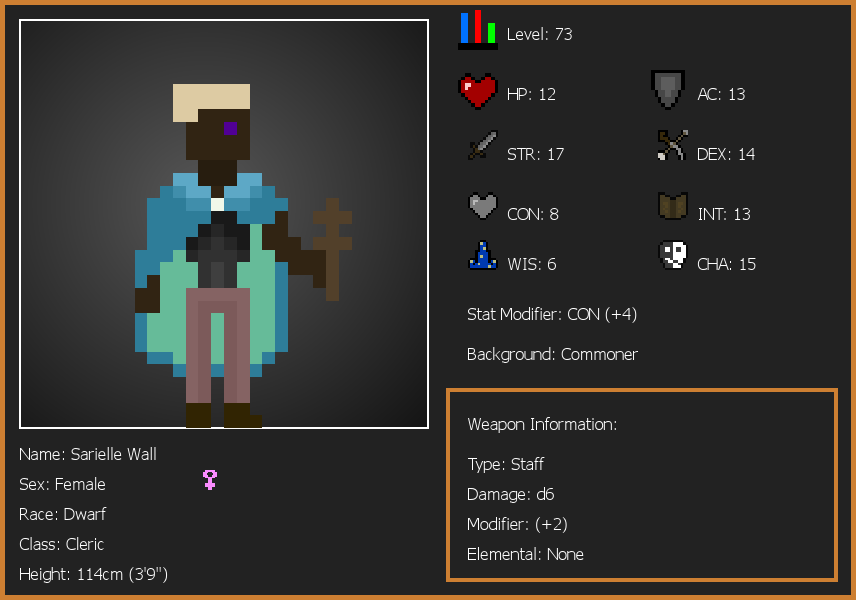 Level: 73
HP: 12
AC: 13
STR: 17
DEX: 14
CON: 8
INT: 13
WIS: 6
CHA: 15
Stat Modifier: CON (+4)
Background: Commoner
Weapon Information:
Type: Staff
Damage: d6
Modifier: (+2)
Elemental: None
Name: Sarielle Wall
Sex: Female
Race: Dwarf
Class: Cleric
Height: 114cm (3'9")